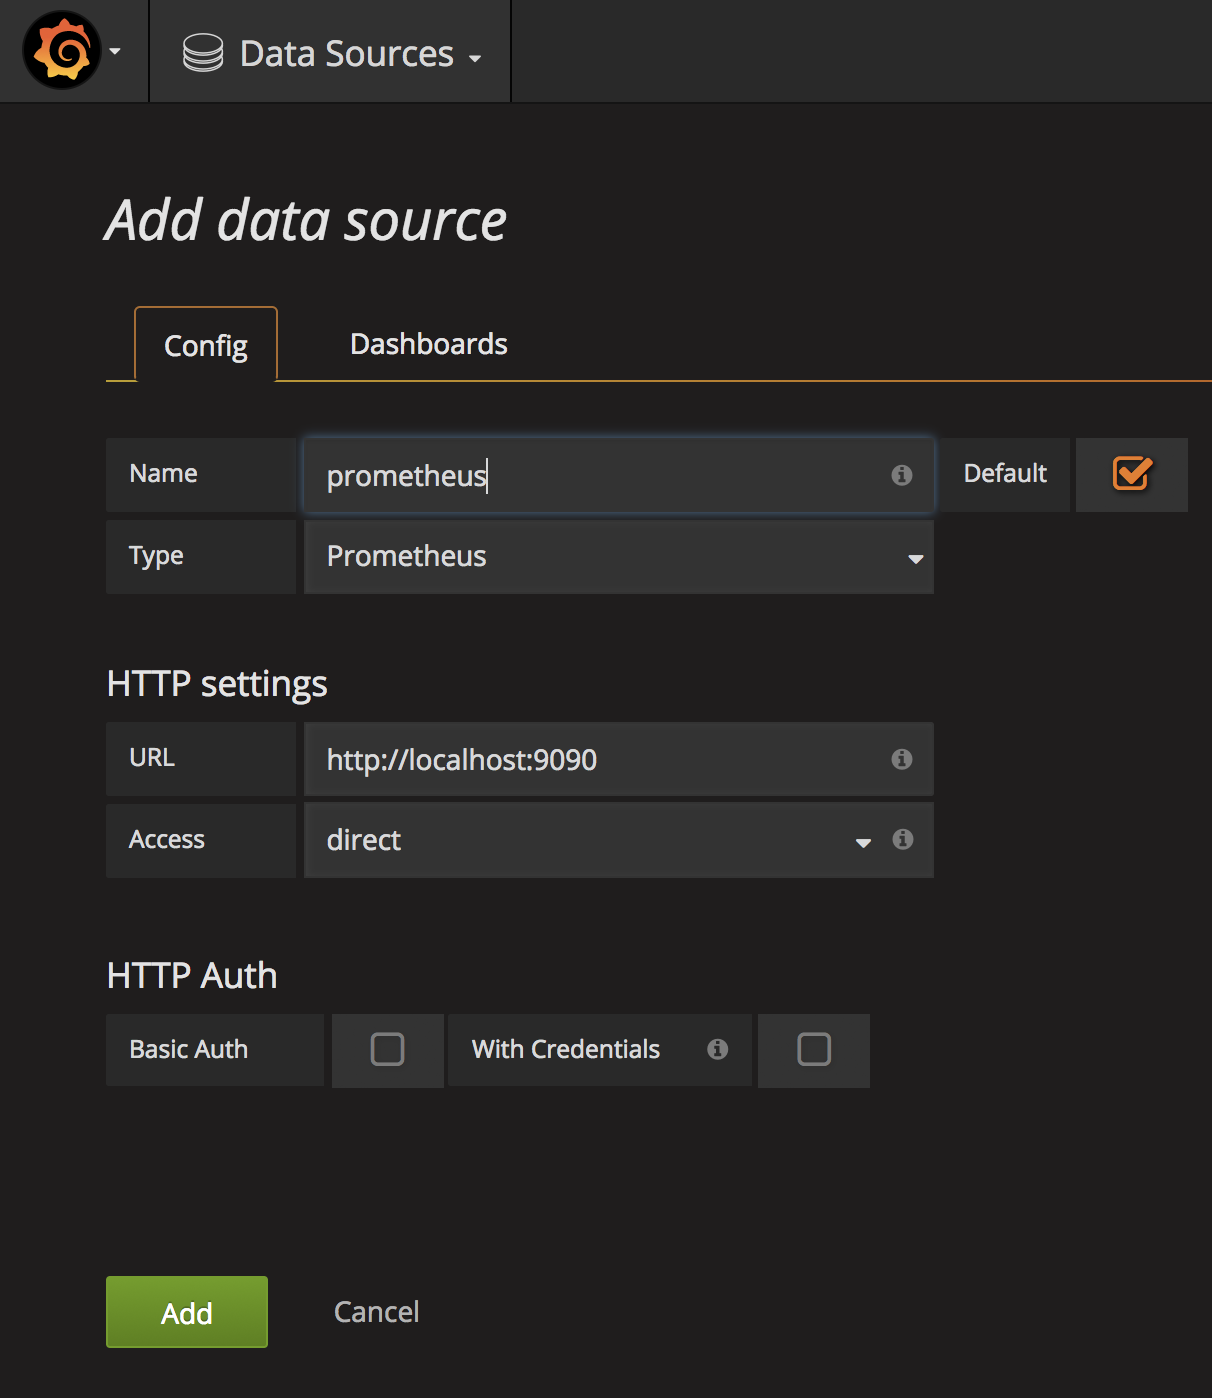 Data Sources
Add data source
Config Dashboards
Name prometheus Default
Type Prometheus
HTTP settings
URL http://localhost:9090
Access direct
HTTP Auth
Basic Auth With Credentials
Add Cancel